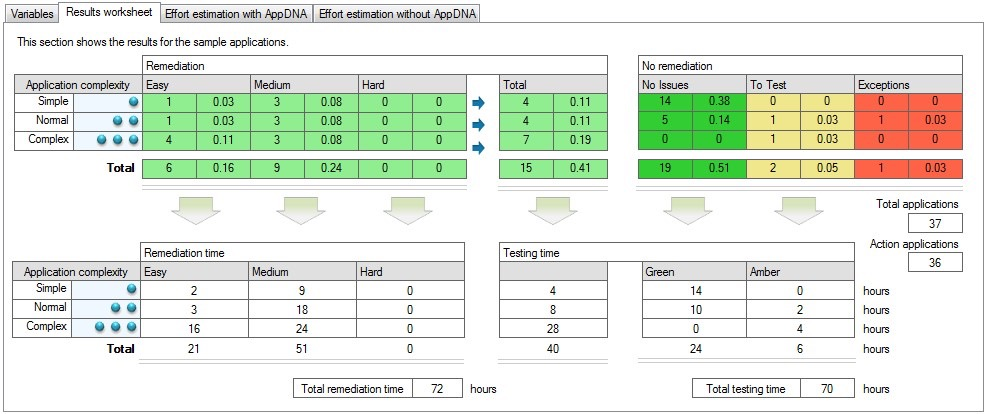 Variables Results worksheet Effort estimation with AppDNA Effort estimation without AppDNA
This section shows the results for the sample applications.
Remediation No remediation
Application complexity Easy Medium Hard Total No Issues To Test Exceptions
Simple 1 0.03 3 0.08 0 0 4 0.11 14 0.38 0 0 0 0
Normal 1 0.03 3 0.08 0 0 4 0.11 5 0.14 1 0.03 1 0.03
Complex 4 0.11 3 0.08 0 0 7 0.19 0 0 1 0.03 0 0
Total 6 0.16 9 0.24 0 0 15 0.41 19 0.51 2 0.05 1 0.03
Total applications
37
Action applications
36
Remediation time Testing time
Application complexity Easy Medium Hard Green Amber
Simple 2 9 0 4 14 0 hours
Normal 3 18 0 8 10 2 hours
Complex 16 24 0 28 0 4 hours
Total 21 51 0 40 24 6 hours
Total remediation time 72 hours Total testing time 70 hours